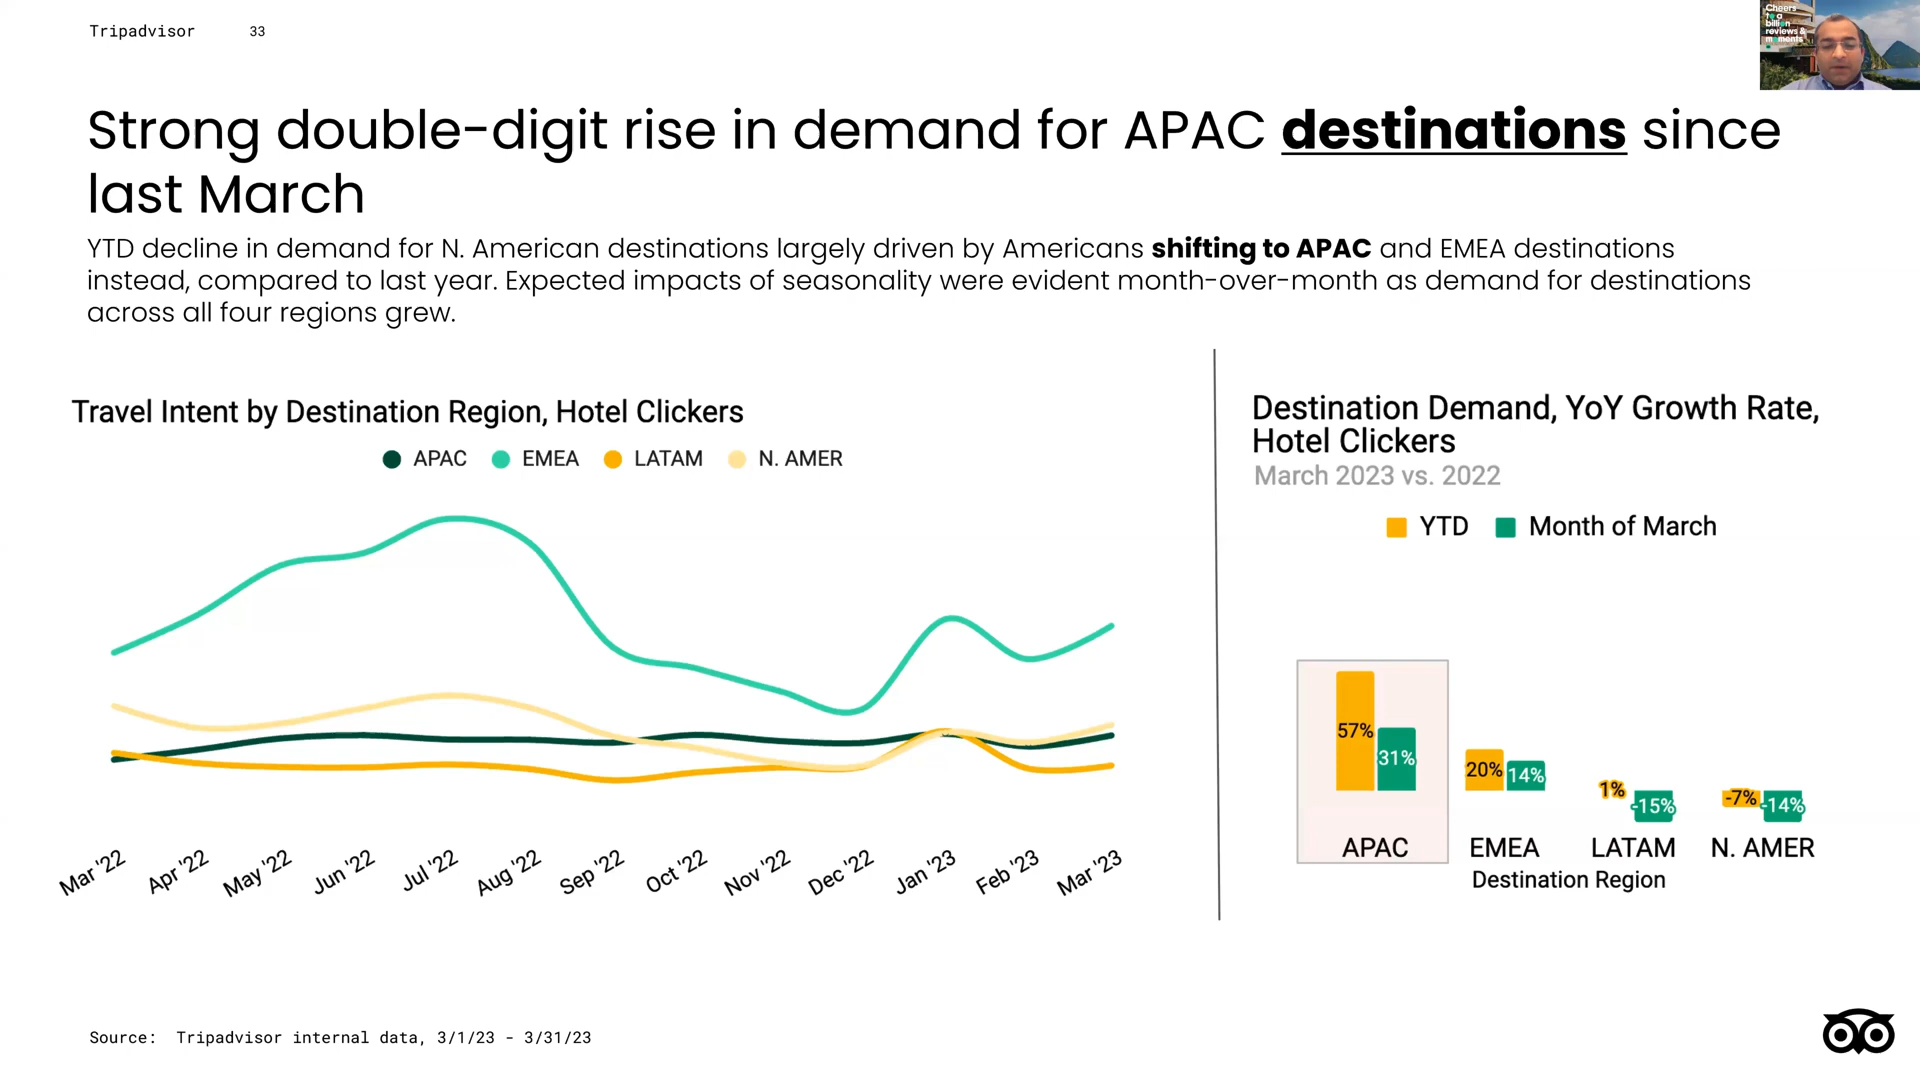 Tripadvisor 33
Cheers
to a
billion
reviews &
moments
Strong double-digit rise in demand for APAC destinations since
last March
YTD decline in demand for N. American destinations largely driven by Americans shifting to APAC and EMEA destinations
instead, compared to last year. Expected impacts of seasonality were evident month-over-month as demand for destinations
across all four regions grew.
Travel Intent by Destination Region, Hotel Clickers
APAC EMEA LATAM N. AMER
Mar '22 Apr '22 May '22 Jun '22 Jul '22 Aug '22 Sep '22 Oct '22 Nov '22 Dec '22 Jan '23 Feb '23 Mar '23
Destination Demand, YoY Growth Rate,
Hotel Clickers
March 2023 vs. 2022
YTD Month of March
57% 31% 20% 14% 1% -15% -7% -14%
APAC EMEA LATAM N. AMER
Destination Region
Source: Tripadvisor internal data, 3/1/23 - 3/31/23